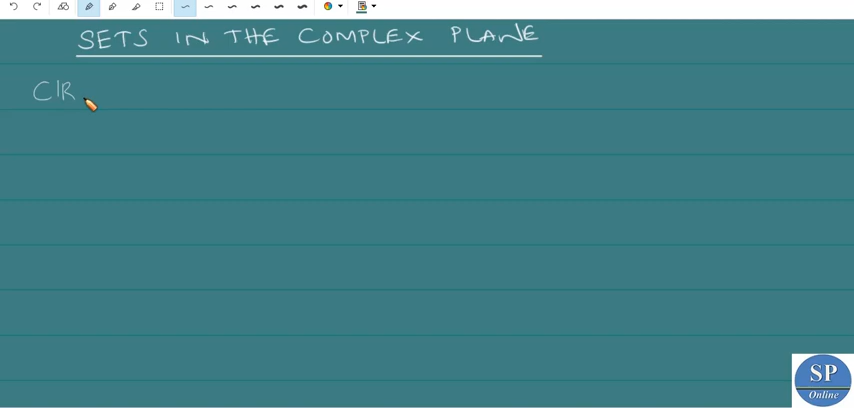 SETS IN THE COMPLEX PLANE
CIR
SP
Online